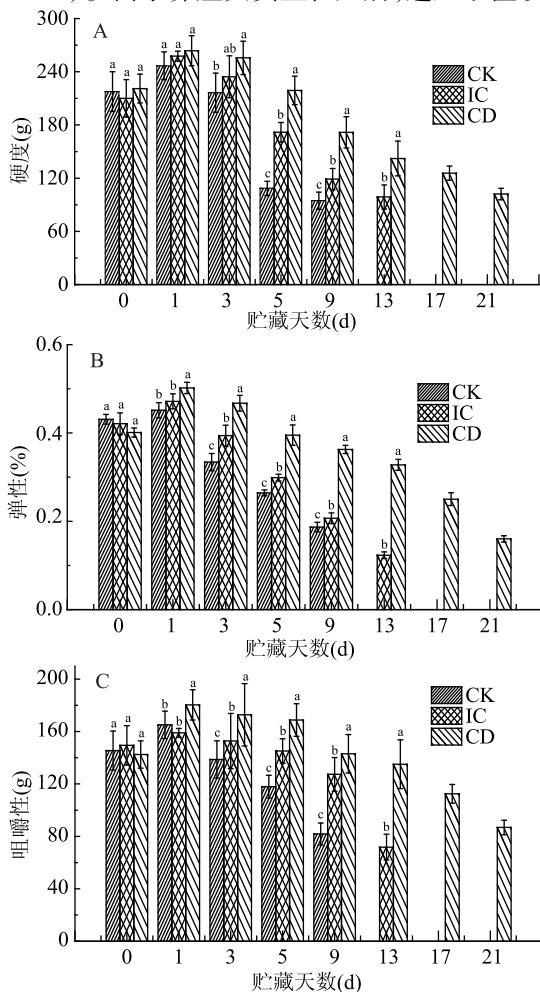 A
300
240
180
120
60
0
硬度(g)
CK
IC
CD
a a a
a a a
b ab a
c b a
c b a
b a
0 1 3 5 9 13 17 21
贮藏天数(d)
B
0.6
0.4
0.2
0.0
弹性(%)
CK
IC
CD
a a a
b b a
c b a
c b a
c b a
b a
0 1 3 5 9 13 17 21
贮藏天数(d)
C
200
160
120
80
40
0
咀嚼性(g)
CK
IC
CD
a a a
b b a
c c a
c b a
c b a
b a
0 1 3 5 9 13 17 21
贮藏天数(d)